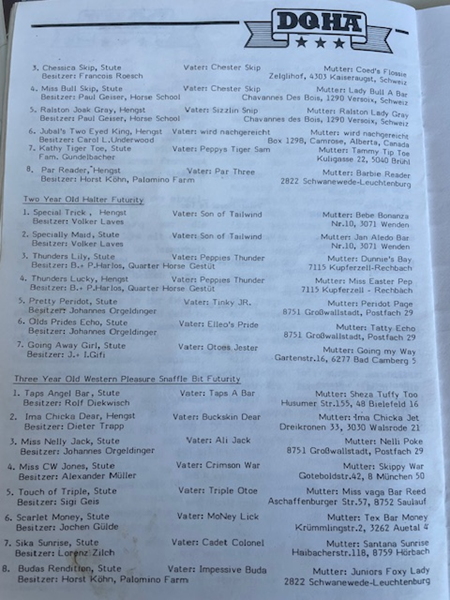 DQHA
3. Chessica Skip, Stute Vater: Chester Skip Mutter: Coed's Flossie
Besitzer: Francois Roesch Zelglihof, 4303 Kaiseraugst, Schweiz
4. Miss Bull Skip, Stute Vater: Chester Skip Mutter: Lady Bull A Bar
Besitzer: Paul Geiser, Horse School Chavannes Des Bois, 1290 Versoix, Schweiz
5. Ralston Joak Gray, Hengst Vater: Sizzlin Snip Mutter: Ralston Lady Gray
Besitzer: Paul Geiser, Horse School Chavannes des Bois, 1290 Versoix, Schweiz
6. Jubal's Two Eyed King, Hengst Vater: wird nachgereicht Mutter: wird nachgereicht
Besitzer: Carol L.Underwood Box 1298, Camrose, Alberta, Canada
7. Kathy Tiger Toe, Stute Vater: Peppys Tiger Sam Mutter: Tammy Tip Toe
Fam. Gundelbacher Kuligasse 22, 5040 Brühl
8. Par Reader, Hengst Vater: Par Three Mutter: Barbie Reader
Besitzer: Horst Köhn, Palomino Farm 2822 Schwanewede-Leuchtenburg
Two Year Old Halter Futurity
1. Special Trick, Hengst Vater: Son of Tailwind Mutter: Bebe Bonanza
Besitzer: Volker Laves Nr.10, 3071 Wenden
2. Specially Maid, Stute Vater: Son of Tailwind Mutter: Jan Aledo Bar
Besitzer: Volker Laves Nr. 10, 3071 Wenden
3. Thunders Lily, Stute Vater: Peppies Thunder Mutter: Dunnie's Bay
Besitzer: B.+ P.Harlos, Quarter Horse Gestüt 7115 Kupferzell-Rechbach
4. Thunders Lucky, Hengst Vater: Peppies Thunder Mutter: Miss Easter Pep
Besitzer: B.+ P.Harlos, Quarter Horse Gestüt 7115 Kupferzell - Rechbach
5. Pretty Peridot, Stute Vater: Tinky JR. Mutter: Peridot Page
Besitzer: Johannes Orgeldinger 8751 Großwallstadt, Postfach 29
6. Olds Prides Echo, Stute Vater: Elleo's Pride Mutter: Tatty Echo
Besitzer: Johannes Orgeldinger 8751 Großwallstadt, Postfach 29
7. Going Away Girl, Stute Vater: Otoes Jester Mutter: Going my Way
Besitzer: J.+ I.Gifi Gartenstr.16, 6277 Bad Camberg 5
Three Year Old Western Pleasure Snaffle Bit Futurity
1. Taps Angel Bar, Stute Vater: Taps A Bar Mutter: Sheza Tuffy Too
Besitzer: Rolf Diekwisch Husumer Str.155, 48 Bielefeld 16
2. Ima Chicka Dear, Hengst Vater: Buckskin Dear Mutter: Ima Chicka Jet
Besitzer: Dieter Trapp Dreikronen 33, 3030 Walsrode 21
3. Miss Nelly Jack, Stute Vater: Ali Jack Mutter: Nelli Poke
Besitzer: Johannes Orgeldinger 8751 Großwallstadt, Postfach 29
4. Miss CW Jones, Stute Vater: Crimson War Mutter: Skippy War
Besitzer: Alexander Müller Goteboldstr.42, 8 München 50
5. Touch of Triple, Stute Vater: Triple Otoe Mutter: Miss vaga Bar Reed
Besitzer: Sigi Geis Aschaffenburger Str.57, 8752 Saulauf
6. Scarlet Money, Stute Vater: MoNey Lick Mutter: Tex Bar Money
Besitzer: Jochen Gülde Krümmlingstr.2, 3262 Auetal 4
7. Sika Sunrise, Stute Vater: Cadet Colonel Mutter: Santana Sunrise
Besitzer: Lorenz Zilch Haibacherstr.118, 8759 Hörbach
8. Budas Rendition, Stute Vater: Impessive Buda Mutter: Juniors Foxy Lady
Besitzer: Horst Köhn, Palomino Farm 2822 Schwanewede-Leuchtenburg